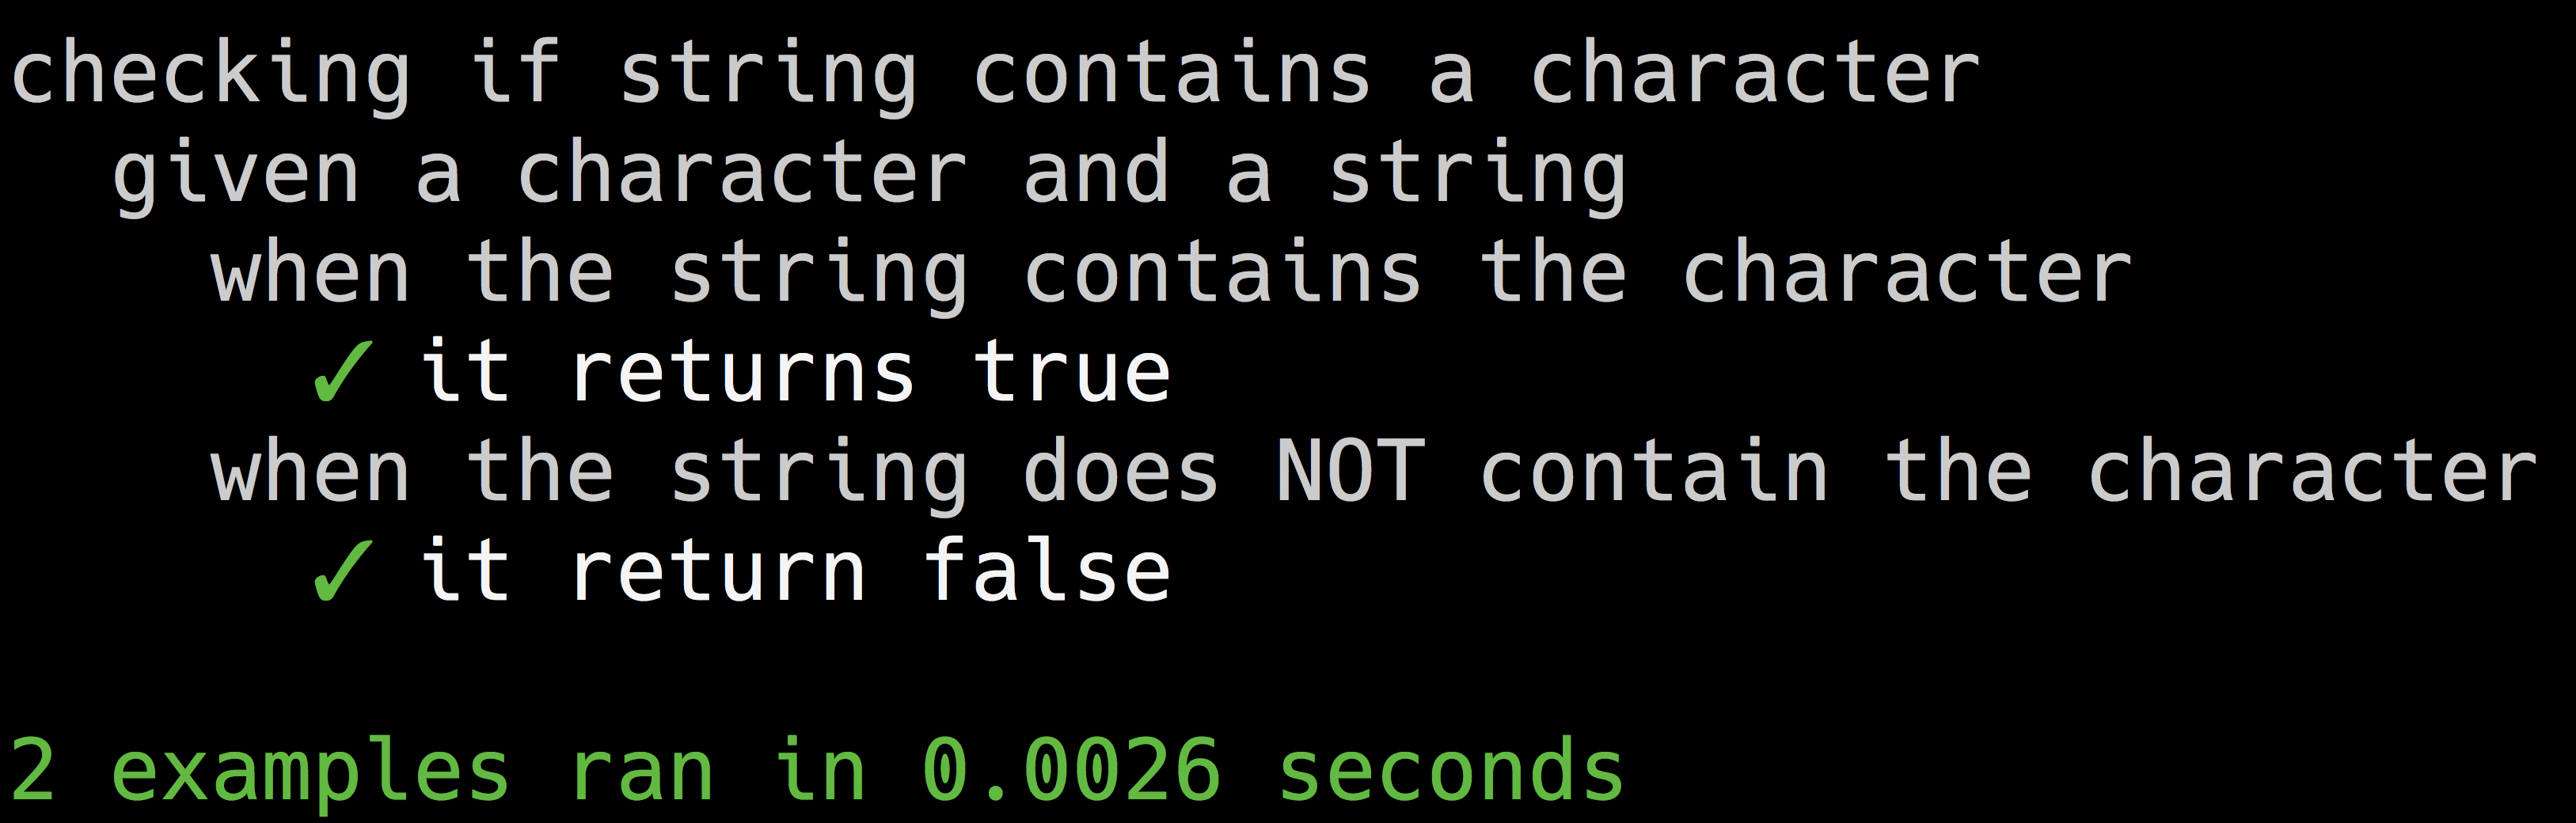 checking if string contains a character
given a character and a string
when the string contains the character
✓ it returns true
when the string does NOT contain the character
✓ it return false
2 examples ran in 0.0026 seconds